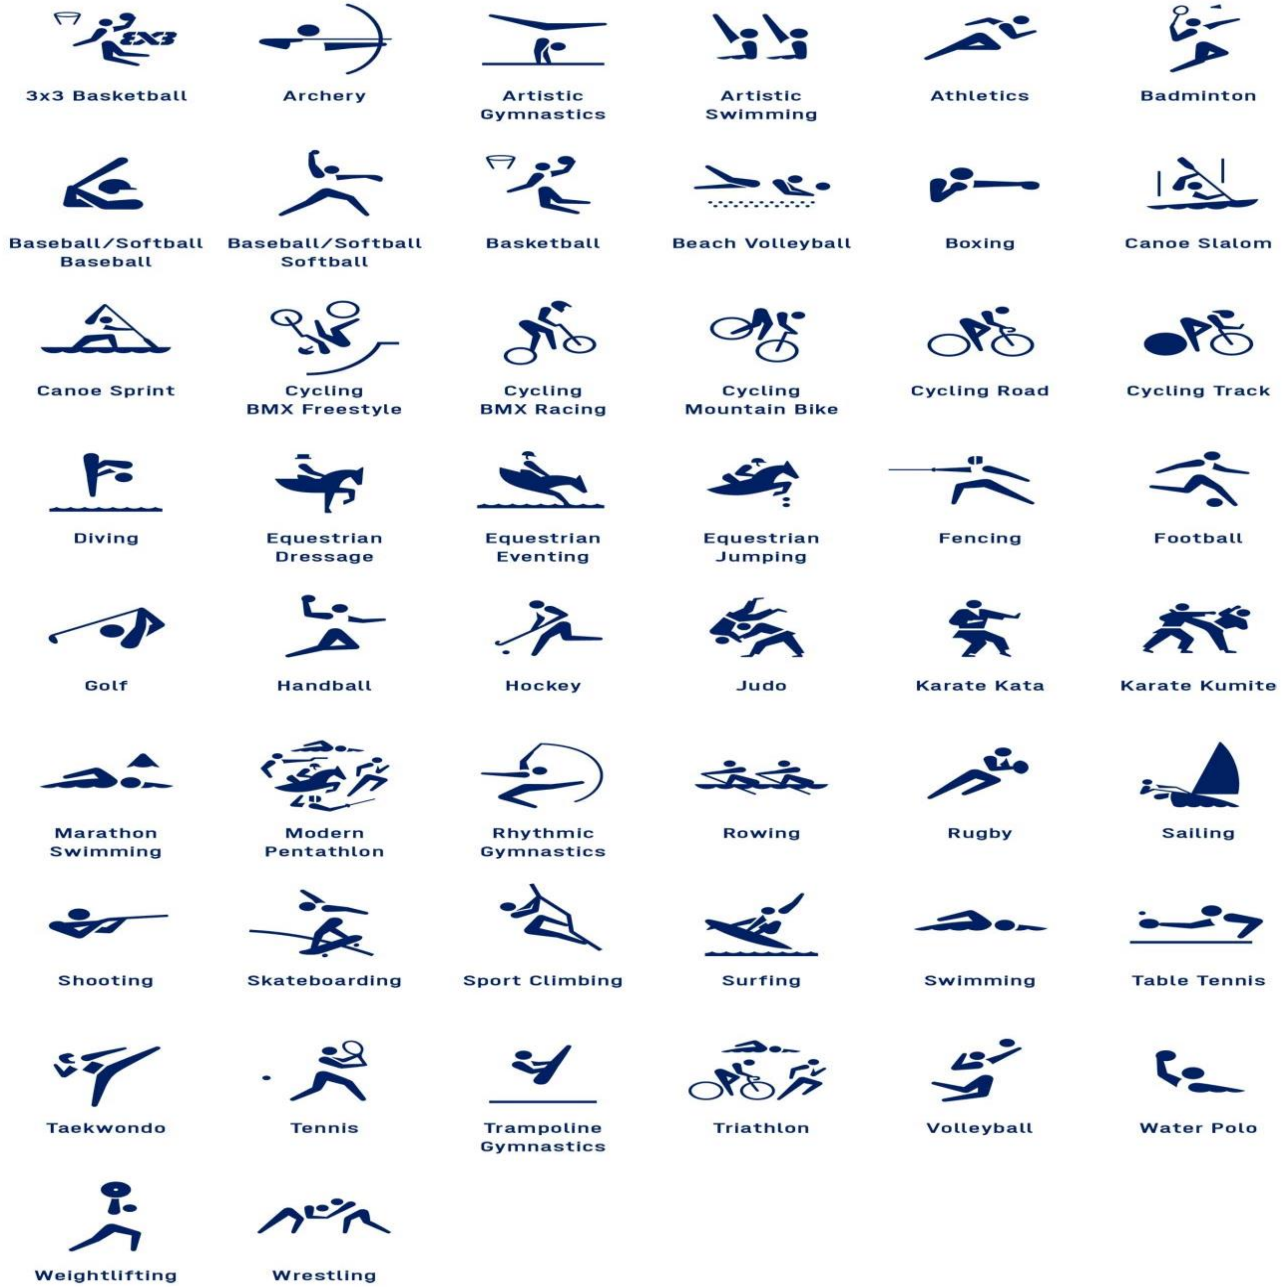 3X3
3x3 Basketball
Archery
Artistic
Gymnastics
Artistic
Swimming
Athletics
Badminton
Baseball/Softball
Baseball
Baseball/Softball
Softball
Basketball
Beach Volleyball
Boxing
Canoe Slalom
Canoe Sprint
Cycling
BMX Freestyle
Cycling
BMX Racing
Cycling
Mountain Bike
Cycling Road
Cycling Track
Diving
Equestrian
Dressage
Equestrian
Eventing
Equestrian
Jumping
Fencing
Football
Golf
Handball
Hockey
Judo
Karate Kata
Karate Kumite
Marathon
Swimming
Modern
Pentathlon
Rhythmic
Gymnastics
Rowing
Rugby
Sailing
Shooting
Skateboarding
Sport Climbing
Surfing
Swimming
Table Tennis
Taekwondo
Tennis
Trampoline
Gymnastics
Triathlon
Volleyball
Water Polo
Weightlifting
Wrestling